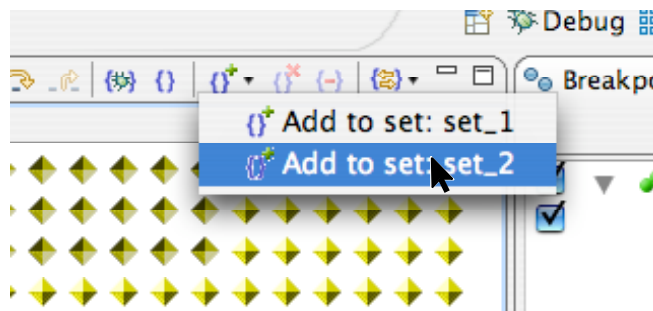 Debug
Breakpo
Add to set: set_1
Add to set: set_2